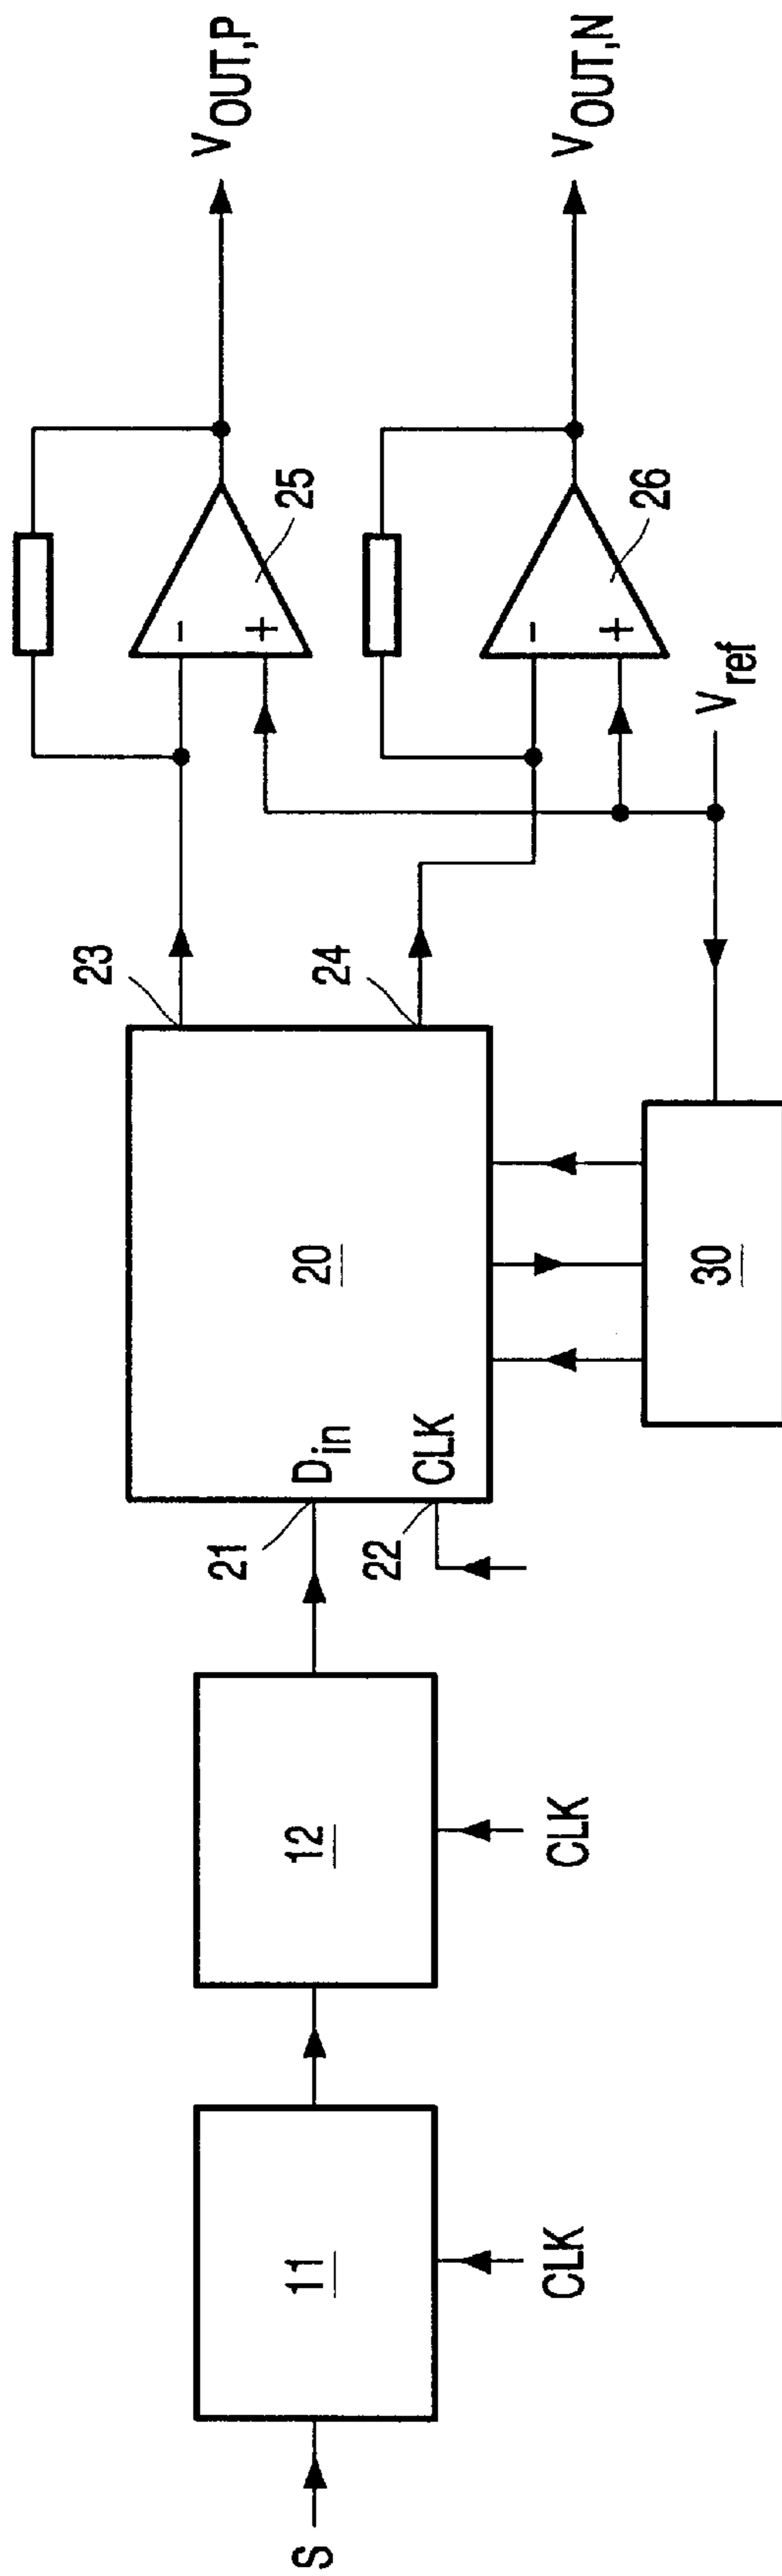 S
11
CLK
12
CLK
21
22
D_in
CLK
20
23
24
30
-
+
25
-
+
26
V_ref
V_OUT,P
V_OUT,N